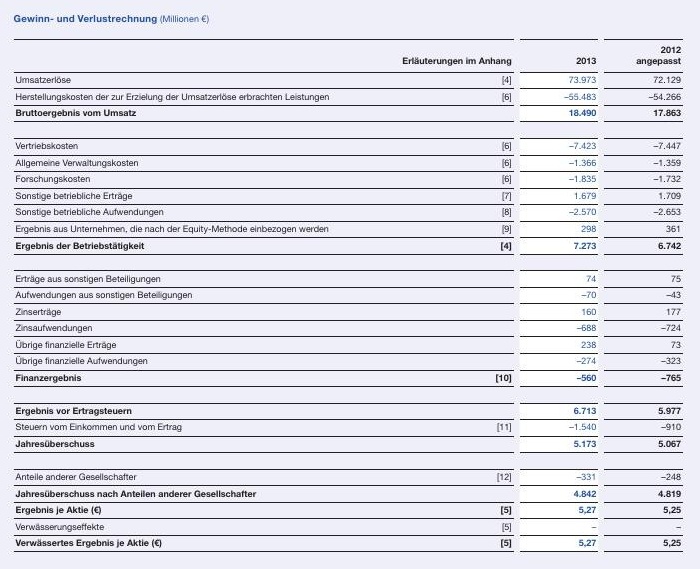 Gewinn- und Verlustrechnung (Millionen €)
2012
Erläuterungen im Anhang 2013 angepasst
Umsatzerlöse [4] 73.973 72.129
Herstellungskosten der zur Erzielung der Umsatzerlöse erbrachten Leistungen [6] –55.483 –54.266
Bruttoergebnis vom Umsatz 18.490 17.863
Vertriebskosten [6] –7.423 –7.447
Allgemeine Verwaltungskosten [6] –1.366 –1.359
Forschungskosten [6] –1.835 –1.732
Sonstige betriebliche Erträge [7] 1.679 1.709
Sonstige betriebliche Aufwendungen [8] –2.570 –2.653
Ergebnis aus Unternehmen, die nach der Equity-Methode einbezogen werden [9] 298 361
Ergebnis der Betriebstätigkeit [4] 7.273 6.742
Erträge aus sonstigen Beteiligungen 74 75
Aufwendungen aus sonstigen Beteiligungen –70 –43
Zinserträge 160 177
Zinsaufwendungen –688 –724
Übrige finanzielle Erträge 238 73
Übrige finanzielle Aufwendungen –274 –323
Finanzergebnis [10] –560 –765
Ergebnis vor Ertragsteuern 6.713 5.977
Steuern vom Einkommen und vom Ertrag [11] –1.540 –910
Jahresüberschuss 5.173 5.067
Anteile anderer Gesellschafter [12] –331 –248
Jahresüberschuss nach Anteilen anderer Gesellschafter 4.842 4.819
Ergebnis je Aktie (€) [5] 5,27 5,25
Verwässerungseffekte [5] – –
Verwässertes Ergebnis je Aktie (€) [5] 5,27 5,25